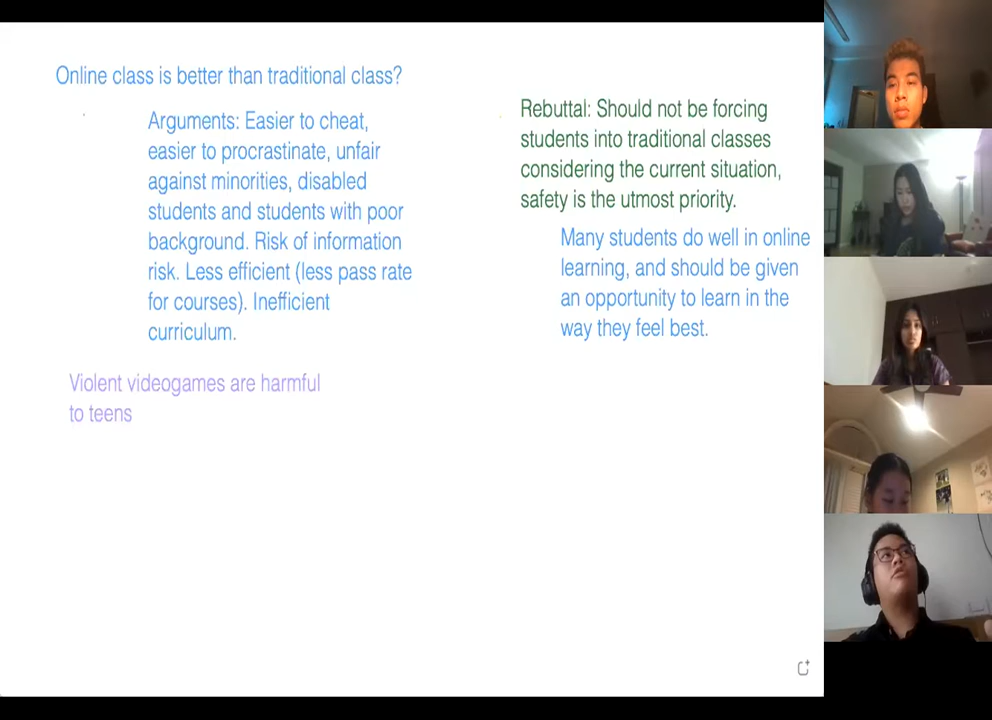 Online class is better than traditional class?
Arguments: Easier to cheat,
easier to procrastinate, unfair
against minorities, disabled
students and students with poor
background. Risk of information
risk. Less efficient (less pass rate
for courses). Inefficient
curriculum.
Violent videogames are harmful
to teens
Rebuttal: Should not be forcing
students into traditional classes
considering the current situation,
safety is the utmost priority.
Many students do well in online
learning, and should be given
an opportunity to learn in the
way they feel best.